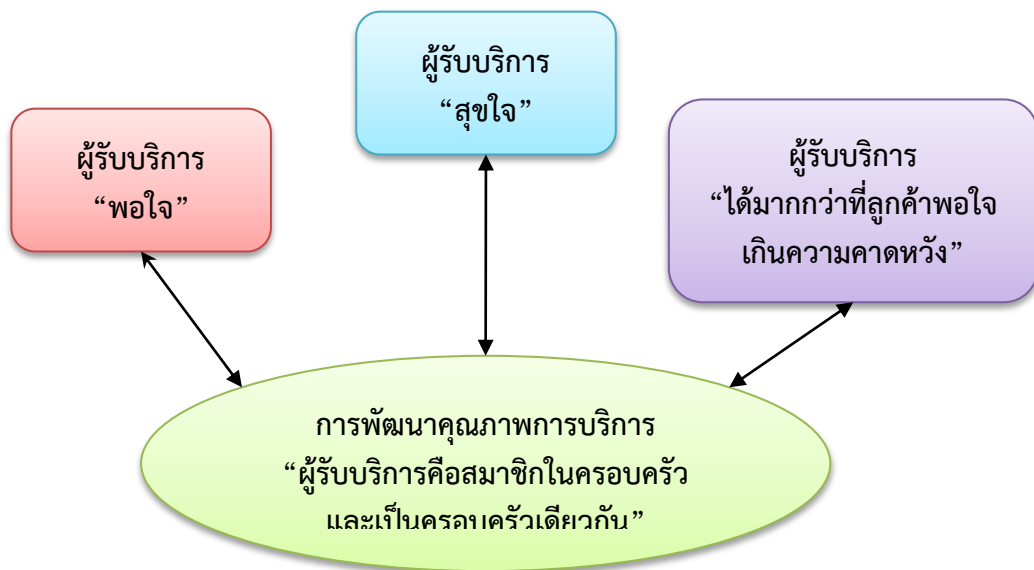 ผู้รับบริการ
“พอใจ”
ผู้รับบริการ
“สุขใจ”
ผู้รับบริการ
“ได้มากกว่าที่ลูกค้าพอใจ
เกินความคาดหวัง”
การพัฒนาคุณภาพการบริการ
“ผู้รับบริการคือสมาชิกในครอบครัว
และเป็นครอบครัวเดียวกัน”